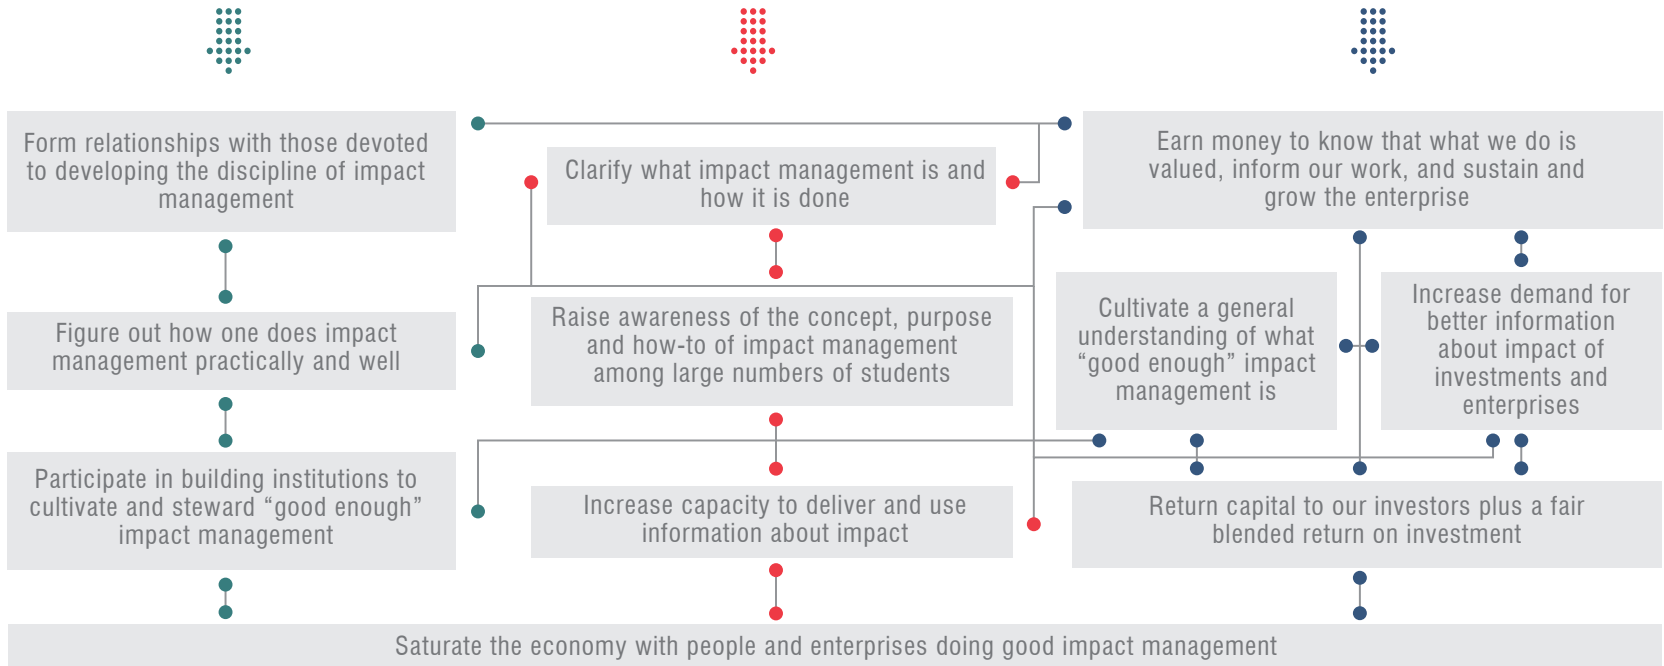 Form relationships with those devoted
to developing the discipline of impact
management
Clarify what impact management is and
how it is done
Earn money to know that what we do is
valued, inform our work, and sustain and
grow the enterprise
Figure out how one does impact
management practically and well
Raise awareness of the concept, purpose
and how-to of impact management
among large numbers of students
Cultivate a general
understanding of what
“good enough” impact
management is
Increase demand for
better information
about impact of
investments and
enterprises
Participate in building institutions to
cultivate and steward “good enough”
impact management
Increase capacity to deliver and use
information about impact
Return capital to our investors plus a fair
blended return on investment
Saturate the economy with people and enterprises doing good impact management